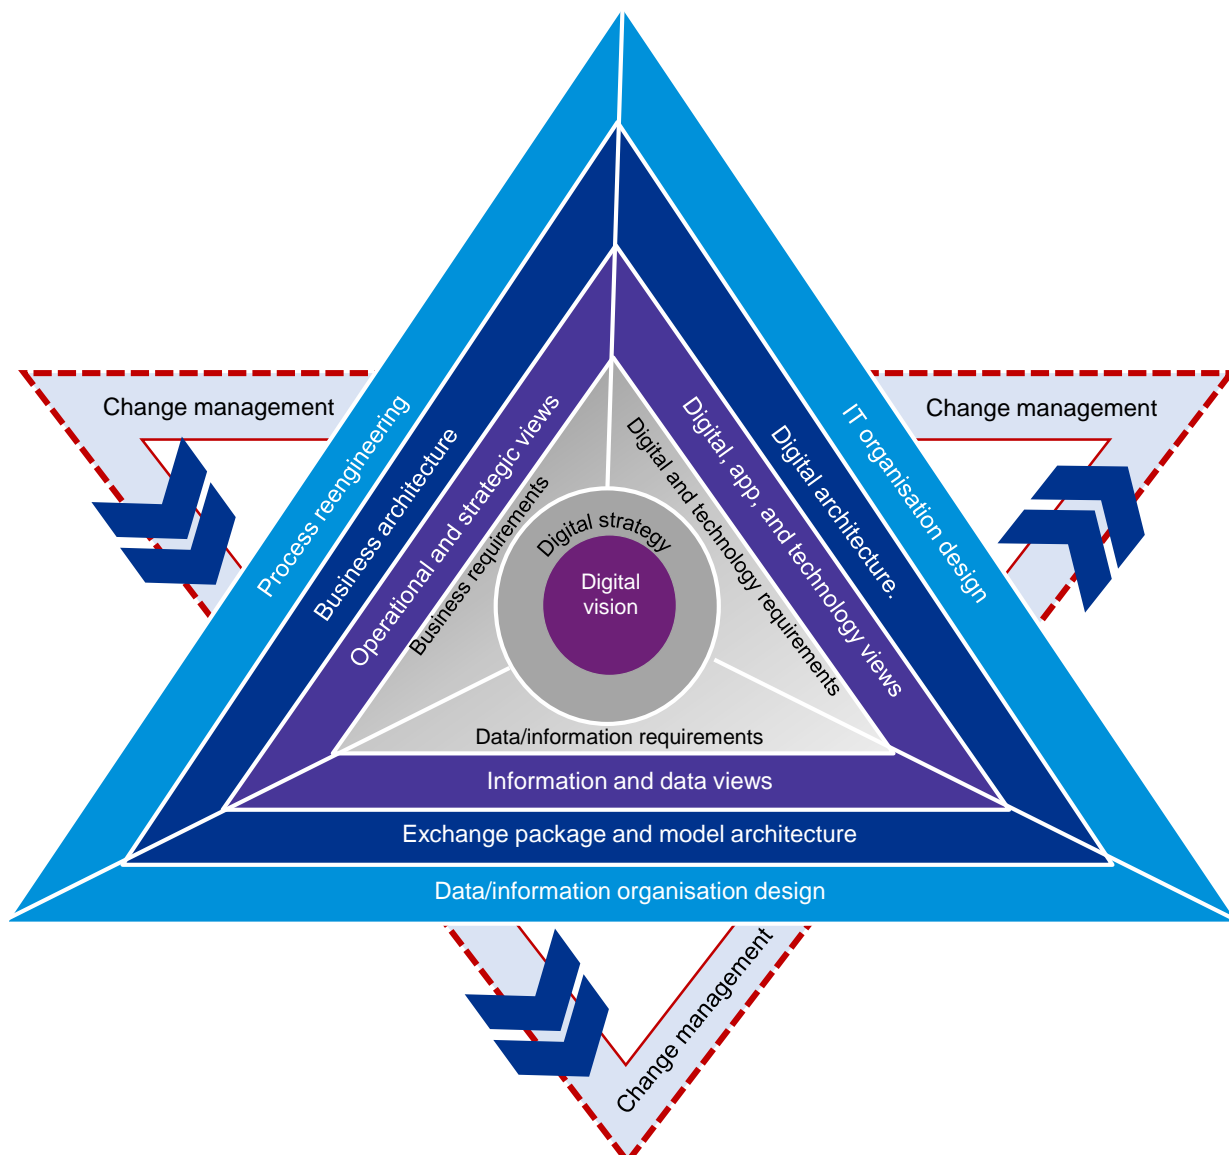 Change management
Change management
Process reengineering
Business architecture
Operational and strategic views
Business requirements
Digital strategy
Digital
vision
Digital and technology requirements
Digital, app, and technology views
Digital architecture.
IT organisation design
Data/information requirements
Information and data views
Exchange package and model architecture
Data/information organisation design
Change management